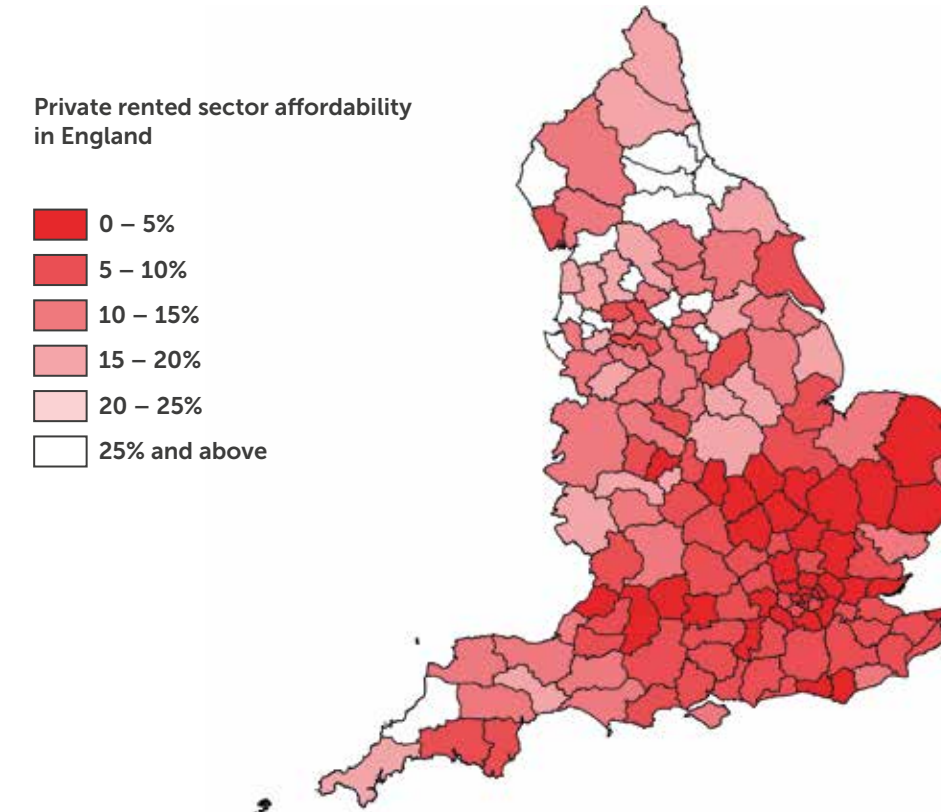 Private rented sector affordability
in England
0 – 5%
5 – 10%
10 – 15%
15 – 20%
20 – 25%
25% and above